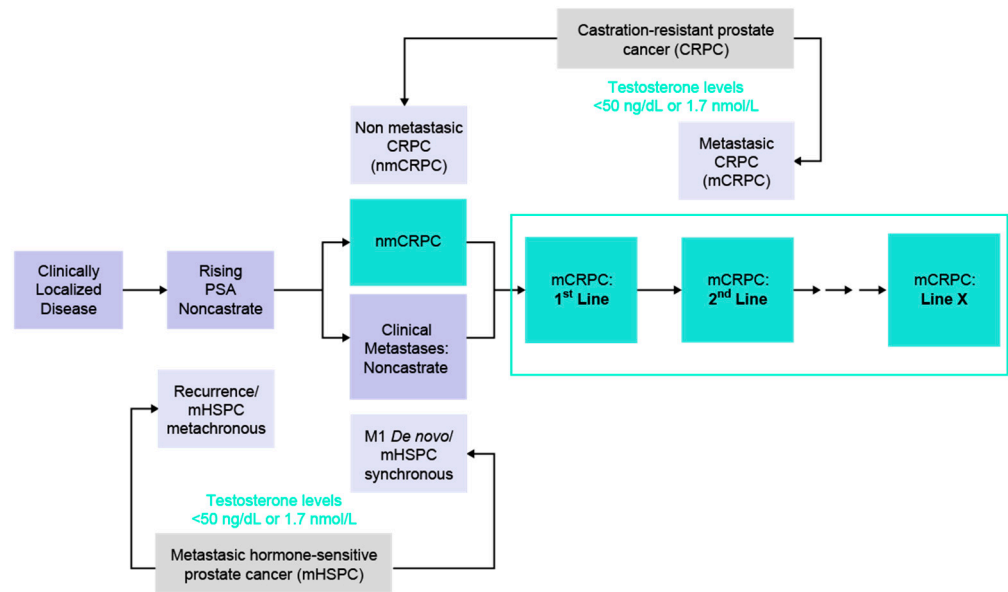 Castration-resistant prostate
cancer (CRPC)
Testosterone levels
<50 ng/dL or 1.7 nmol/L
Non metastasic
CRPC
(nmCRPC)
Metastasic
CRPC
(mCRPC)
Clinically
Localized
Disease
Rising
PSA
Noncastrate
nmCRPC
Clinical
Metastases:
Noncastrate
mCRPC:
1st Line
mCRPC:
2nd Line
mCRPC:
Line X
Recurrence/
mHSPC
metachronous
M1 De novo/
mHSPC
synchronous
Testosterone levels
<50 ng/dL or 1.7 nmol/L
Metastasic hormone-sensitive
prostate cancer (mHSPC)